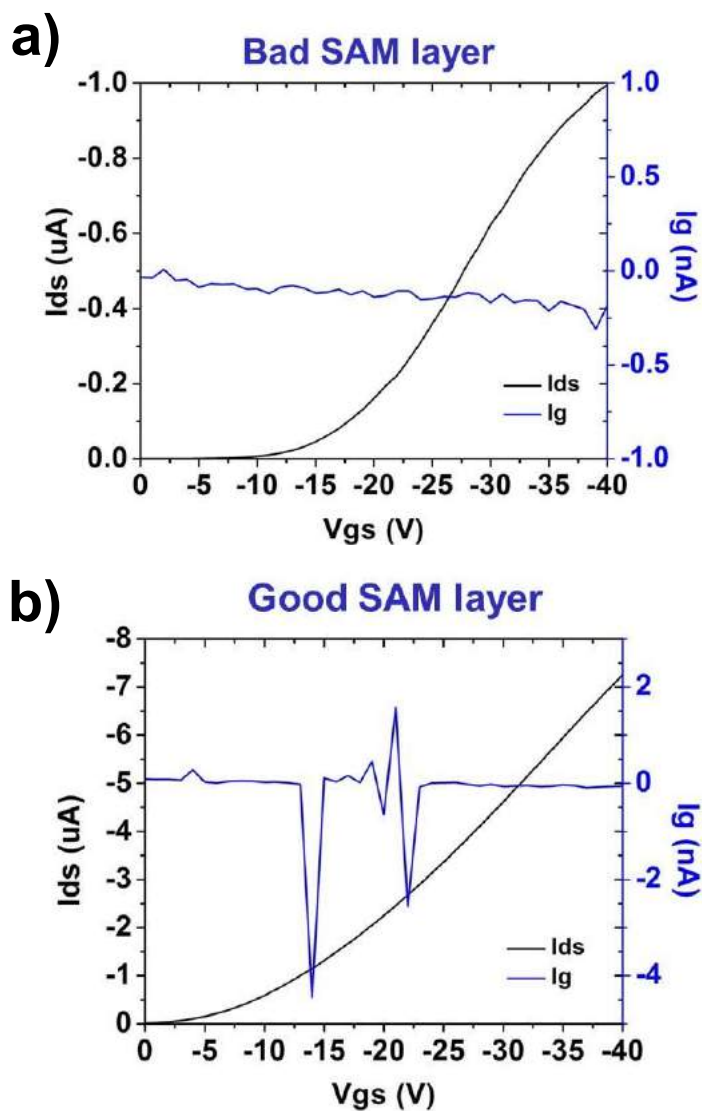 a)
Bad SAM layer
-1.0
-0.8
-0.6
-0.4
-0.2
0.0
Ids (uA)
1.0
0.5
0.0
-0.5
-1.0
Ig (nA)
Ids
Ig
0 -5 -10 -15 -20 -25 -30 -35 -40
Vgs (V)
b)
Good SAM layer
-8
-7
-6
-5
-4
-3
-2
-1
0
Ids (uA)
2
0
-2
-4
Ig (nA)
Ids
Ig
0 -5 -10 -15 -20 -25 -30 -35 -40
Vgs (V)